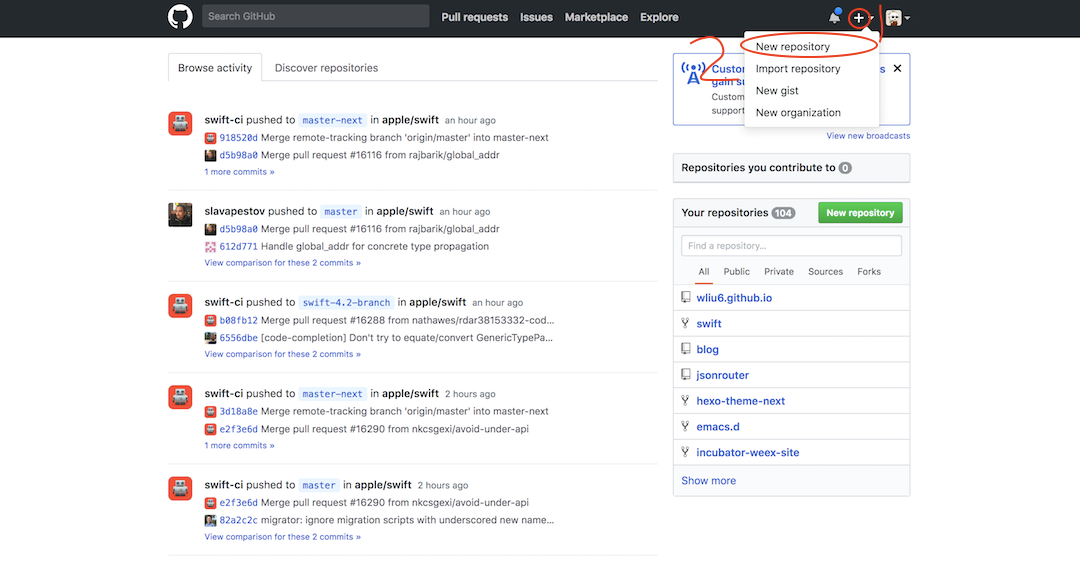 Search GitHub
Pull requests Issues Marketplace Explore
1
2
New repository
Import repository
New gist
New organization
Browse activity Discover repositories
swift-ci pushed to master-next in apple/swift an hour ago
918520d Merge remote-tracking branch 'origin/master' into master-next
d5b98a0 Merge pull request #16116 from rajbarik/global_addr
1 more commits »
slavapestov pushed to master in apple/swift an hour ago
d5b98a0 Merge pull request #16116 from rajbarik/global_addr
612d771 Handle global_addr for concrete type propagation
View comparison for these 2 commits »
swift-ci pushed to swift-4.2-branch in apple/swift an hour ago
b08fb12 Merge pull request #16288 from nathawes/rdar38153332-cod...
6556dbe [code-completion] Don't try to equate/convert GenericTypePa...
View comparison for these 2 commits »
swift-ci pushed to master-next in apple/swift 2 hours ago
3d18a8e Merge remote-tracking branch 'origin/master' into master-next
e2f3e6d Merge pull request #16290 from nkcsgexi/avoid-under-api
1 more commits »
swift-ci pushed to master in apple/swift 2 hours ago
e2f3e6d Merge pull request #16290 from nkcsgexi/avoid-under-api
82a2c2c migrator: ignore migration scripts with underscored new name...
View comparison for these 2 commits »
Custo s
gain su
Custom
suppor
View new broadcasts
Repositories you contribute to 0
Your repositories 104 New repository
Find a repository...
All Public Private Sources Forks
wliu6.github.io
swift
blog
jsonrouter
hexo-theme-next
emacs.d
incubator-weex-site
Show more